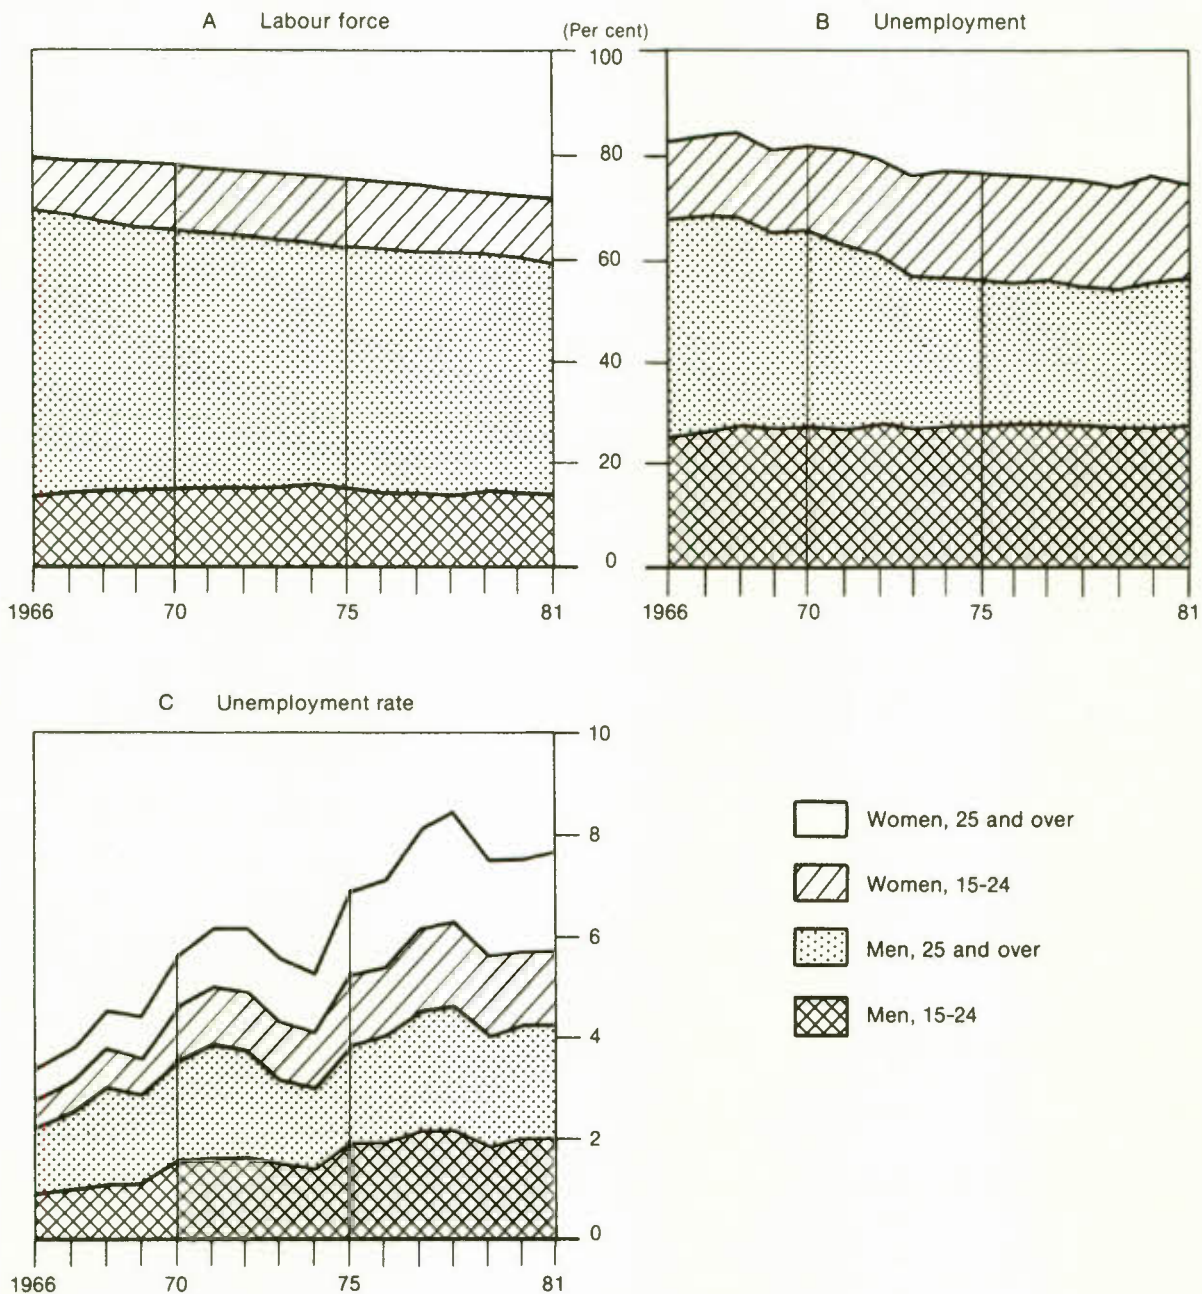 A Labour force
(Per cent)
B Unemployment
100
80
60
40
20
0
1966 70 75 81
1966 70 75 81
C Unemployment rate
10
8
6
4
2
0
1966 70 75 81
Women, 25 and over
Women, 15-24
Men, 25 and over
Men, 15-24